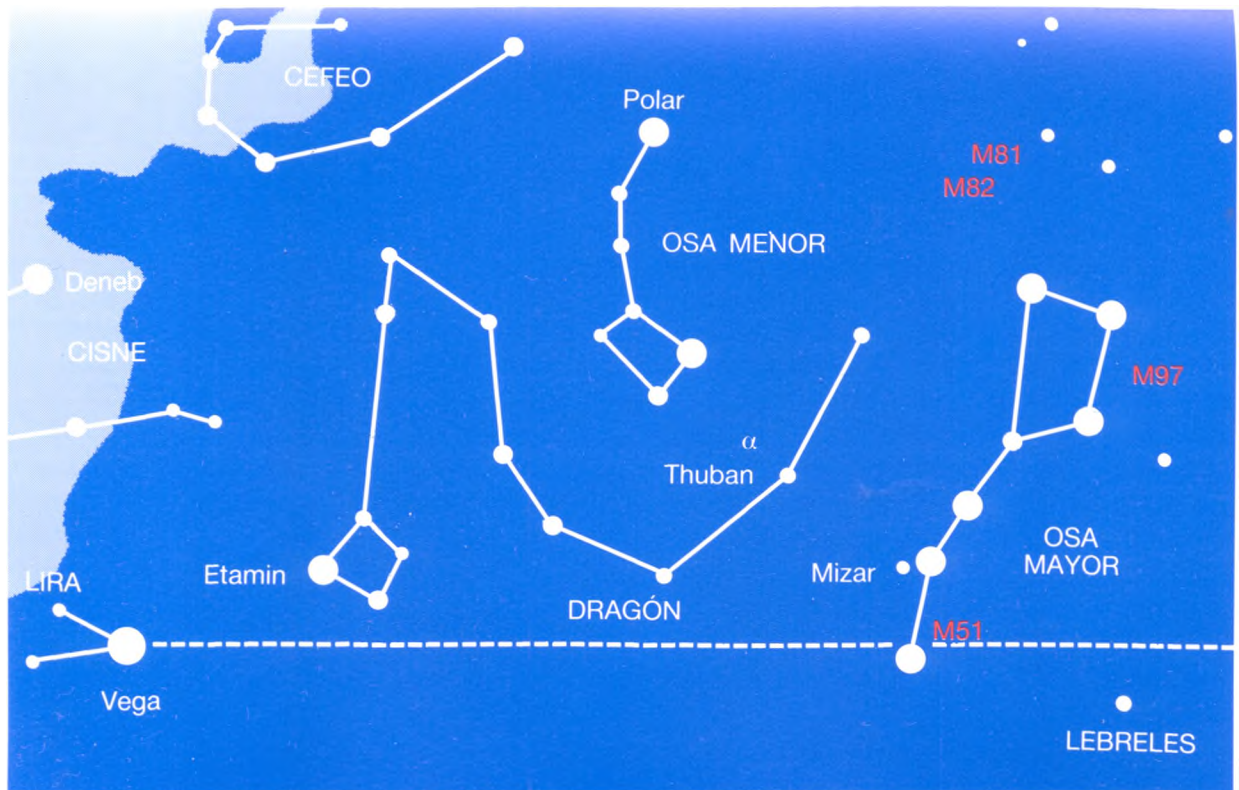 CEFEO
Polar
M81
M82
OSA MENOR
Deneb
CISNE
M97
α
Thuban
OSA
MAYOR
Mizar
Etamin
LIRA
DRAGÓN
M51
Vega
LEBRELES